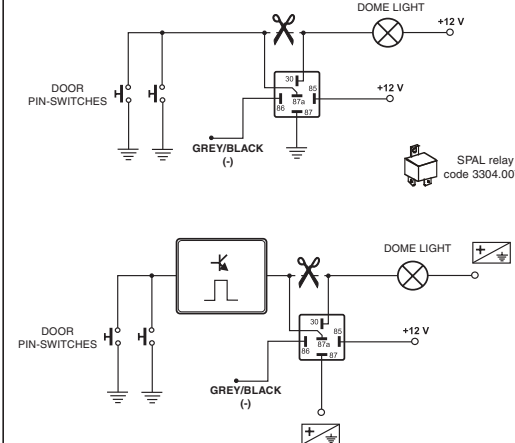 DOME LIGHT
+12 V
DOOR
PIN-SWITCHES
30
85
87a
86
87
+12 V
GREY/BLACK
(-)
SPAL relay
code 3304.00
DOME LIGHT
DOOR
PIN-SWITCHES
30
85
87a
86
87
+12 V
GREY/BLACK
(-)